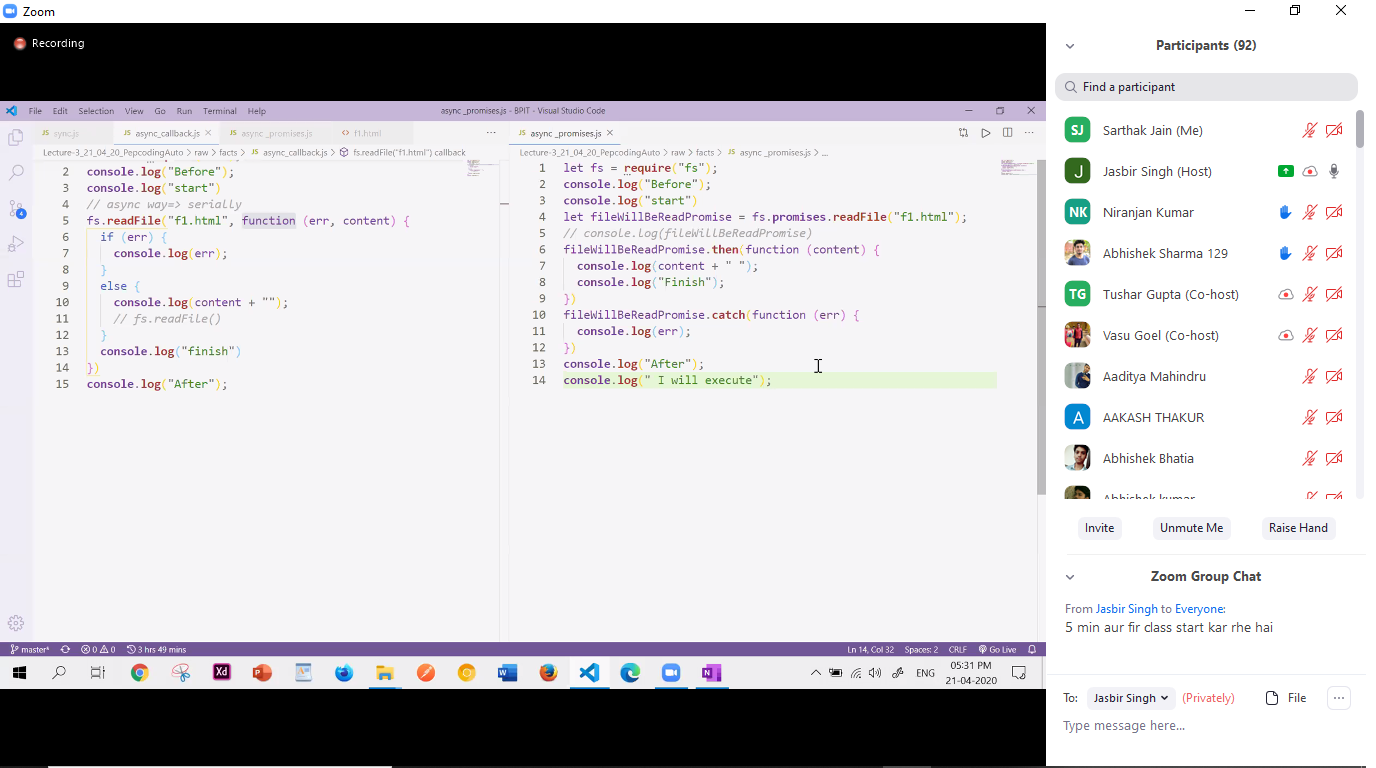 Zoom
Recording
File Edit Selection View Go Run Terminal Help
async_promises.js - BPIT - Visual Studio Code
sync.js
async_callback.js
async_promises.js
f1.html
async_promises.js
Lecture-3_21_04_20_PepcodingAuto > raw > facts > JS async_callback.js > fs.readFile("f1.html") callback
2 console.log("Before");
3 console.log("start")
4 // async way=> serially
5 fs.readFile("f1.html", function (err, content) {
6 if (err) {
7 console.log(err);
8 }
9 else {
10 console.log(content + "");
11 // fs.readFile()
12 }
13 console.log("finish")
14 })
15 console.log("After");
Lecture-3_21_04_20_PepcodingAuto > raw > facts > JS async_promises.js > ...
1 let fs = require("fs");
2 console.log("Before");
3 console.log("start")
4 let fileWillBeReadPromise = fs.promises.readFile("f1.html");
5 // console.log(fileWillBeReadPromise)
6 fileWillBeReadPromise.then(function (content) {
7 console.log(content + " ");
8 console.log("Finish");
9 })
10 fileWillBeReadPromise.catch(function (err) {
11 console.log(err);
12 })
13 console.log("After");
14 console.log(" I will execute");
master* 0 0 3 hrs 49 mins
Ln 14, Col 32 Spaces: 2 CRLF JavaScript Go Live
ENG
05:31 PM
21-04-2020
Participants (92)
Find a participant
SJ Sarthak Jain (Me)
J Jasbir Singh (Host)
NK Niranjan Kumar
Abhishek Sharma 129
TG Tushar Gupta (Co-host)
Vasu Goel (Co-host)
Aaditya Mahindru
A AAKASH THAKUR
Abhishek Bhatia
Abhishek kumar
Invite Unmute Me Raise Hand
Zoom Group Chat
From Jasbir Singh to Everyone:
5 min aur fir class start kar rhe hai
To: Jasbir Singh (Privately) File ...
Type message here...